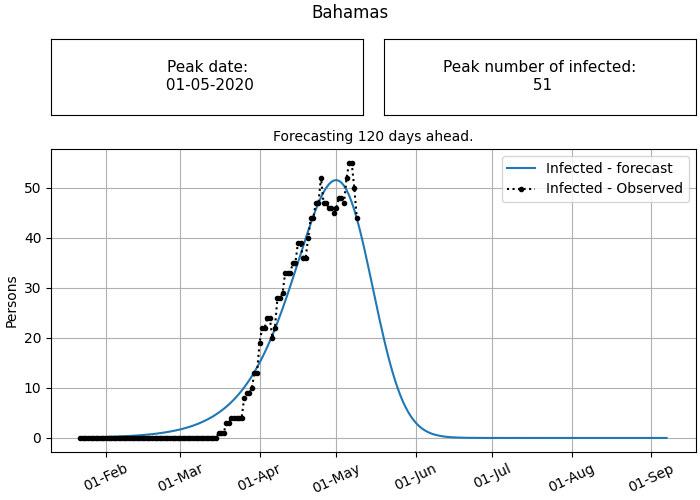 Bahamas
Peak date:
01-05-2020
Peak number of infected:
51
Forecasting 120 days ahead.
Infected - forecast
Infected - Observed
Persons
50
40
30
20
10
0
01-Feb
01-Mar
01-Apr
01-May
01-Jun
01-Jul
01-Aug
01-Sep